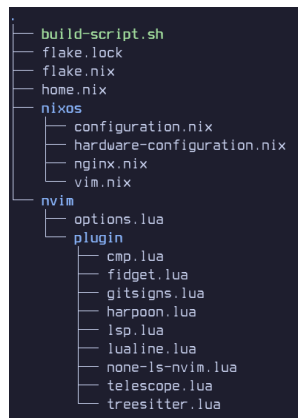 .
├── build-script.sh
├── flake.lock
├── flake.nix
├── home.nix
├── nixos
│   ├── configuration.nix
│   ├── hardware-configuration.nix
│   ├── nginx.nix
│   └── vim.nix
└── nvim
    ├── options.lua
    └── plugin
        ├── cmp.lua
        ├── fidget.lua
        ├── gitsigns.lua
        ├── harpoon.lua
        ├── lsp.lua
        ├── lualine.lua
        ├── none-ls-nvim.lua
        ├── telescope.lua
        └── treesitter.lua